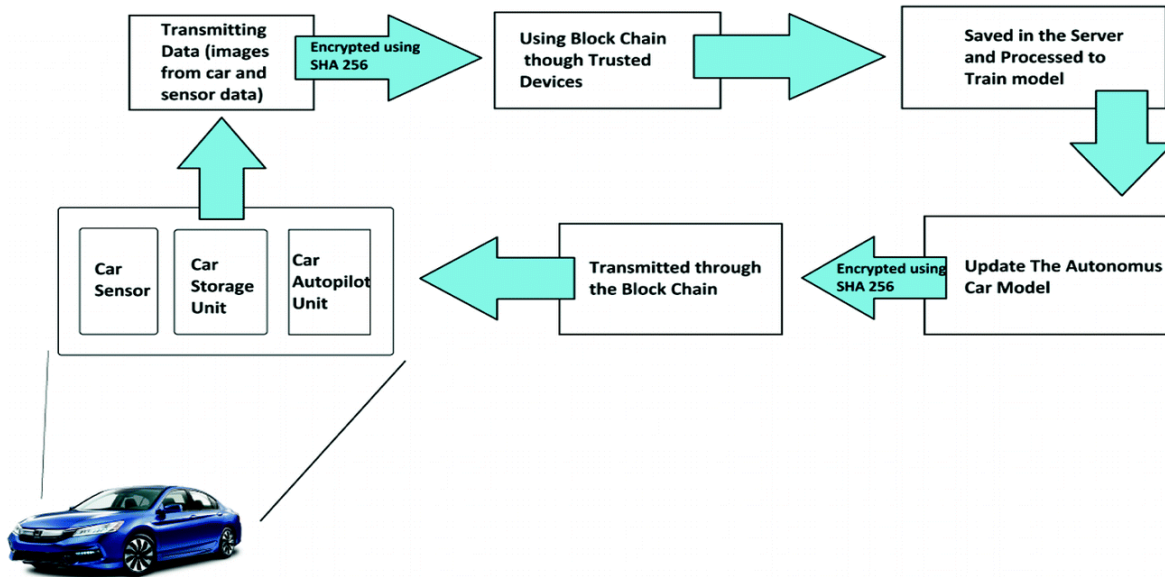 Transmitting
Data (images
from car and
sensor data)
Encrypted using
SHA 256
Using Block Chain
though Trusted
Devices
Saved in the Server
and Processed to
Train model
Car
Sensor
Car
Storage
Unit
Car
Autopilot
Unit
Transmitted through
the Block Chain
Encrypted using
SHA 256
Update The Autonomus
Car Model